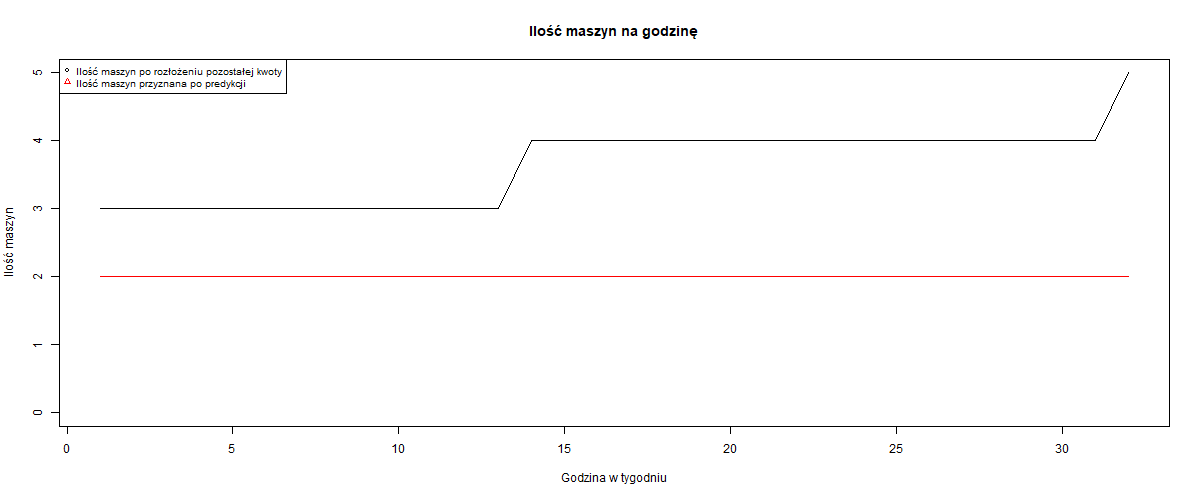 Ilość maszyn na godzinę
Ilość maszyn po rozłożeniu pozostałej kwoty
Ilość maszyn przyznana po predykcji
Ilość maszyn
5
4
3
2
1
0
0 5 10 15 20 25 30
Godzina w tygodniu